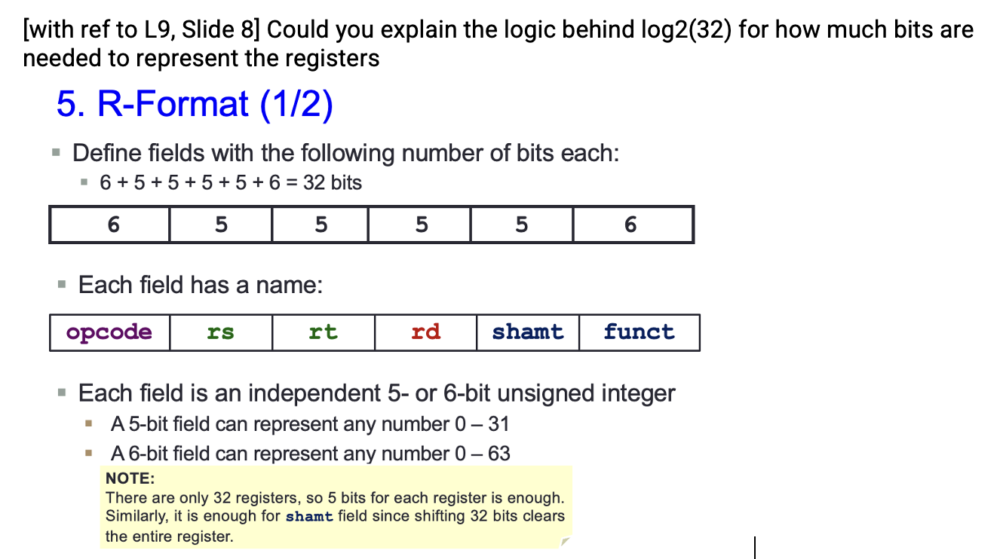 [with ref to L9, Slide 8] Could you explain the logic behind log2(32) for how much bits are
needed to represent the registers
5. R-Format (1/2)
▪ Define fields with the following number of bits each:
▪ 6 + 5 + 5 + 5 + 5 + 6 = 32 bits
6 5 5 5 5 6
▪ Each field has a name:
opcode rs rt rd shamt funct
▪ Each field is an independent 5- or 6-bit unsigned integer
▪ A 5-bit field can represent any number 0 – 31
▪ A 6-bit field can represent any number 0 – 63
NOTE:
There are only 32 registers, so 5 bits for each register is enough.
Similarly, it is enough for shamt field since shifting 32 bits clears
the entire register.